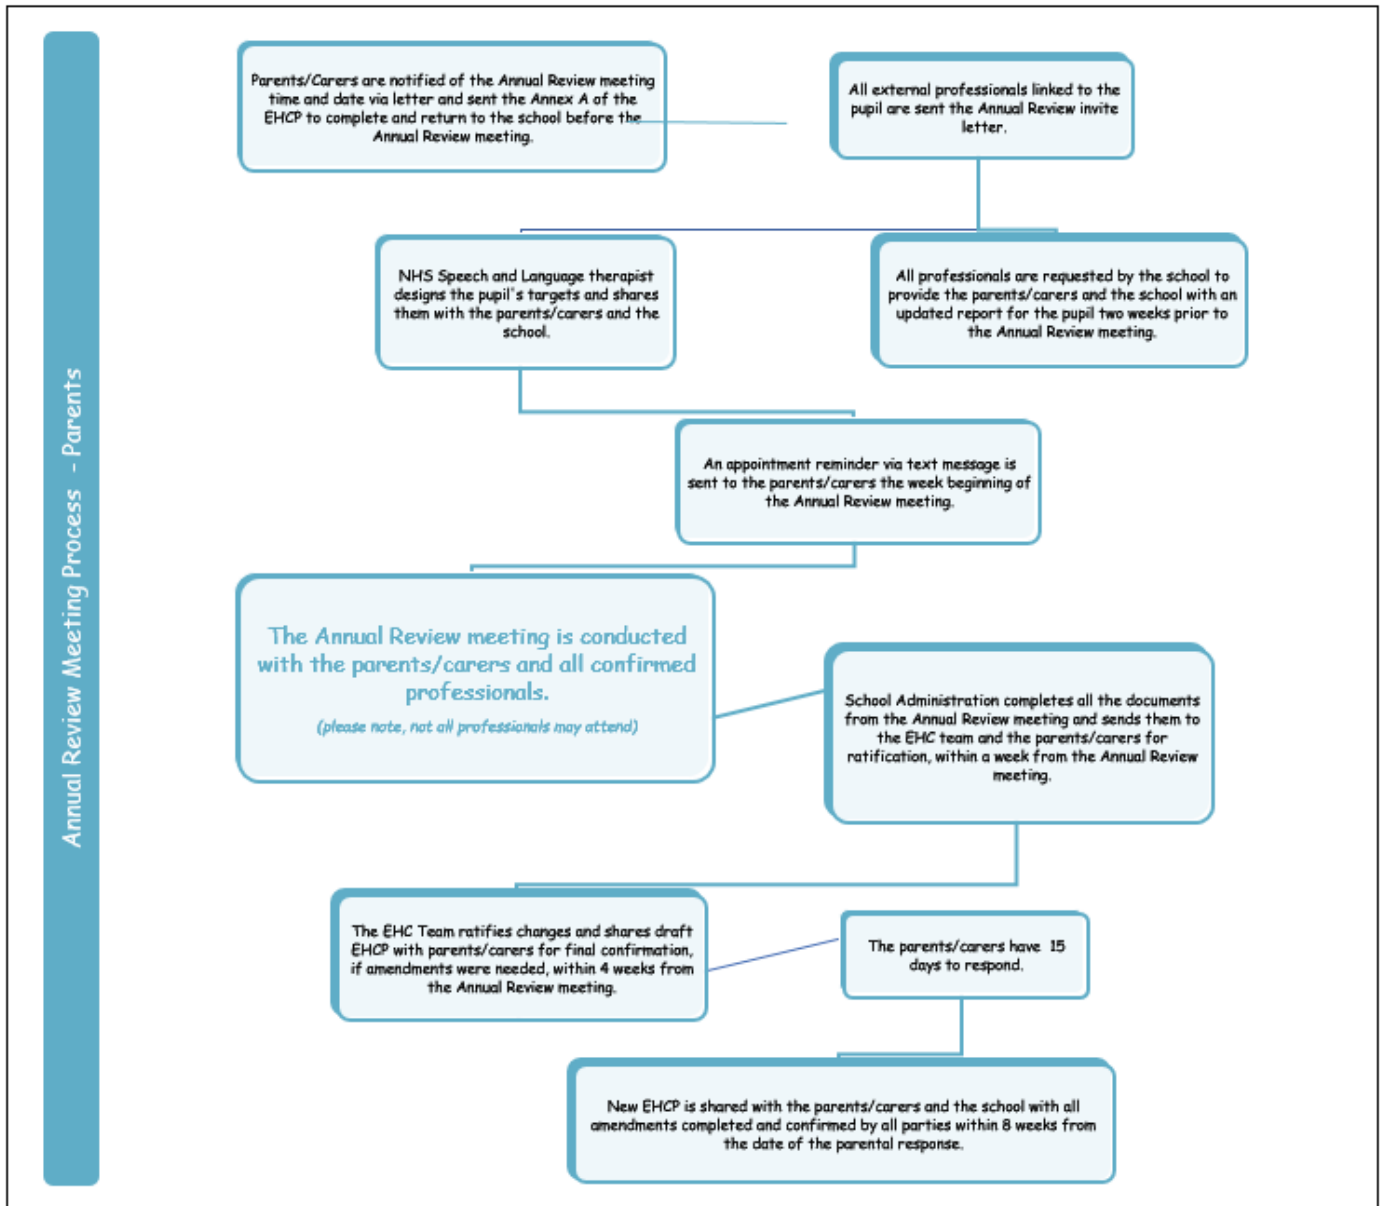 Annual Review Meeting Process - Parents
Parents/Carers are notified of the Annual Review meeting
time and date via letter and sent the Annex A of the
EHCP to complete and return to the school before the
Annual Review meeting.
All external professionals linked to the
pupil are sent the Annual Review invite
letter.
NHS Speech and Language therapist
designs the pupil's targets and shares
them with the parents/carers and the
school.
All professionals are requested by the school to
provide the parents/carers and the school with an
updated report for the pupil two weeks prior to
the Annual Review meeting.
An appointment reminder via text message is
sent to the parents/carers the week beginning of
the Annual Review meeting.
The Annual Review meeting is conducted
with the parents/carers and all confirmed
professionals.
(please note, not all professionals may attend)
School Administration completes all the documents
from the Annual Review meeting and sends them to
the EHC team and the parents/carers for
ratification, within a week from the Annual Review
meeting.
The EHC Team ratifies changes and shares draft
EHCP with parents/carers for final confirmation,
if amendments were needed, within 4 weeks from
the Annual Review meeting.
The parents/carers have 15
days to respond.
New EHCP is shared with the parents/carers and the school with all
amendments completed and confirmed by all parties within 8 weeks from
the date of the parental response.